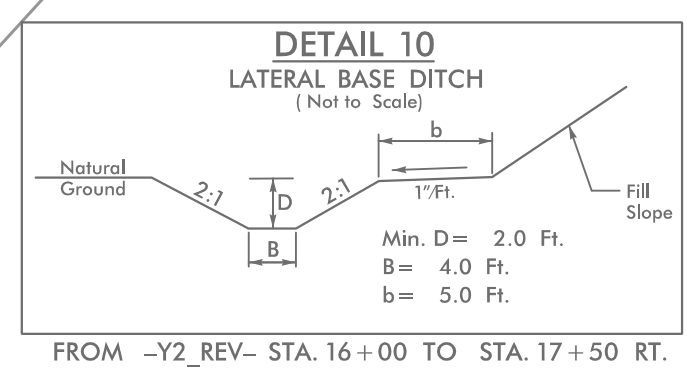 DETAIL 10
LATERAL BASE DITCH
( Not to Scale)
b
Natural
Ground
2:1
D
2:1
1"/Ft.
Fill
Slope
B
Min. D= 2.0 Ft.
B= 4.0 Ft.
b= 5.0 Ft.
FROM -Y2_REV- STA. 16+00 TO STA. 17+50 RT.